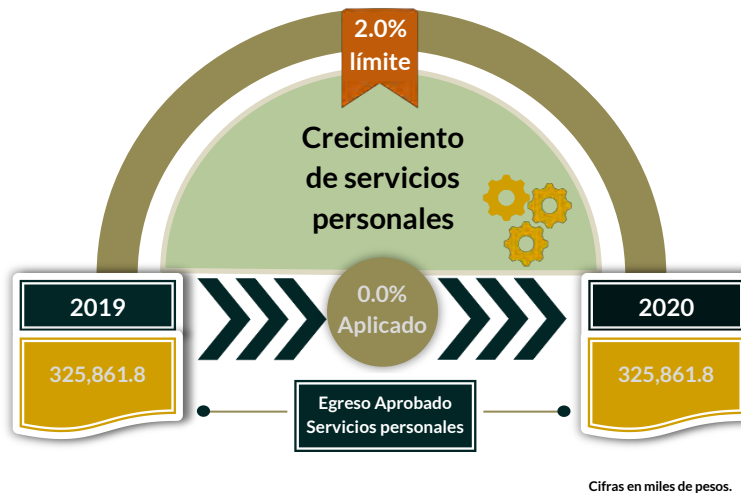 2.0%
límite
Crecimiento
de servicios
personales
2019
0.0%
Aplicado
2020
325,861.8
325,861.8
Egreso Aprobado
Servicios personales
Cifras en miles de pesos.